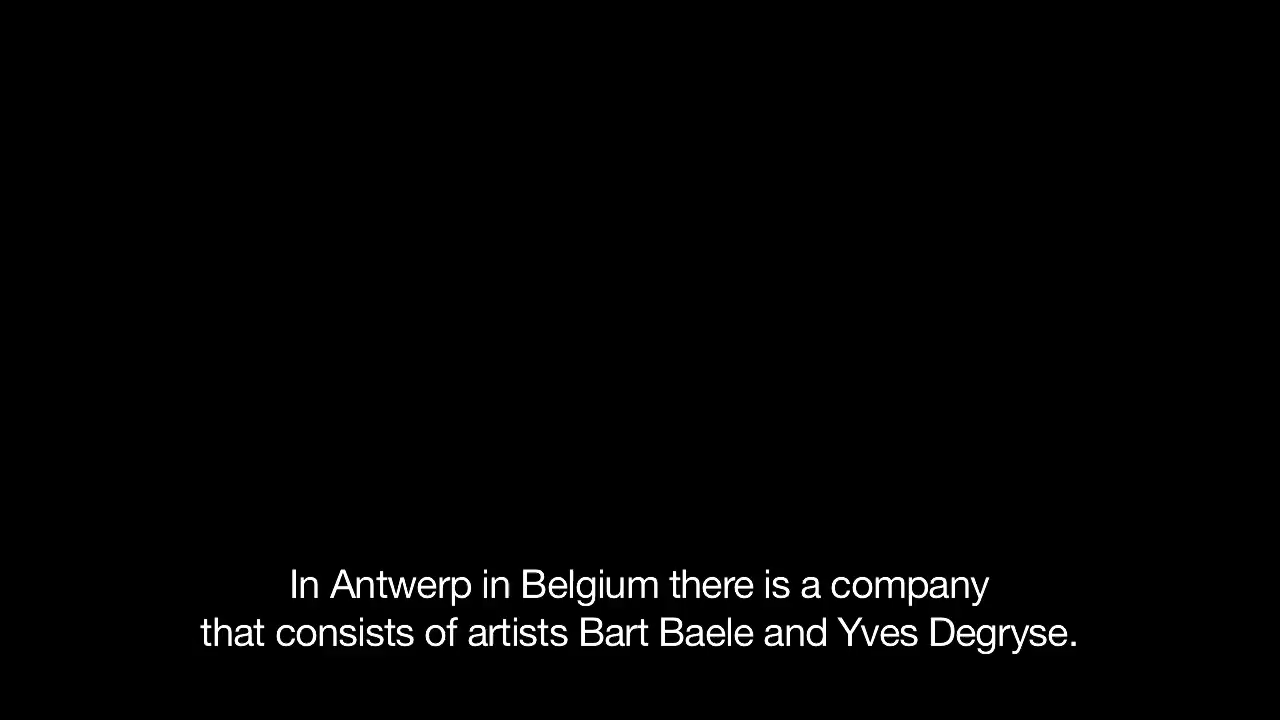 In Antwerp in Belgium there is a company
that consists of artists Bart Baele and Yves Degryse.